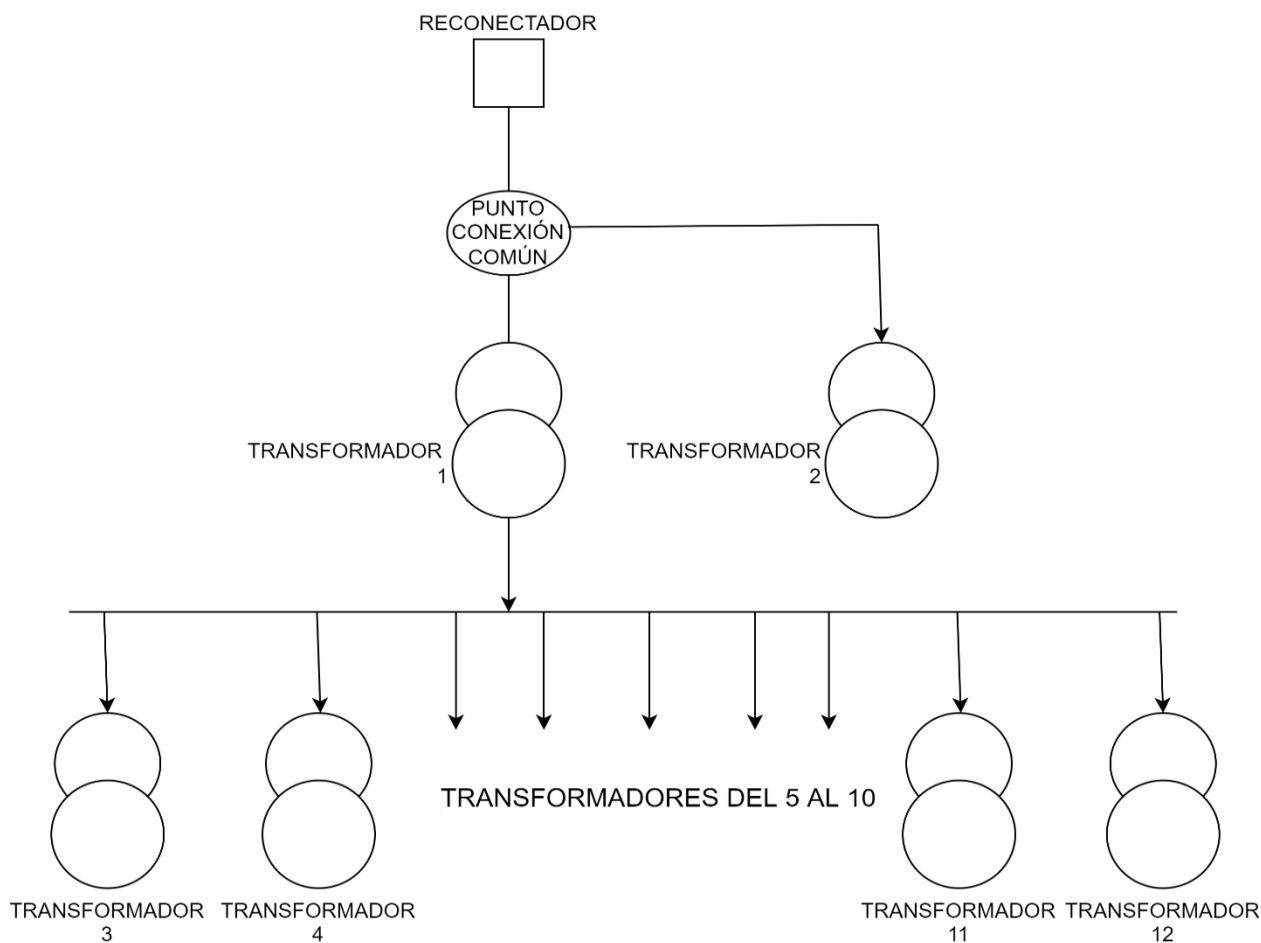 RECONECTADOR
PUNTO
CONEXIÓN
COMÚN
TRANSFORMADOR
1
TRANSFORMADOR
2
TRANSFORMADORES DEL 5 AL 10
TRANSFORMADOR
3
TRANSFORMADOR
4
TRANSFORMADOR
11
TRANSFORMADOR
12